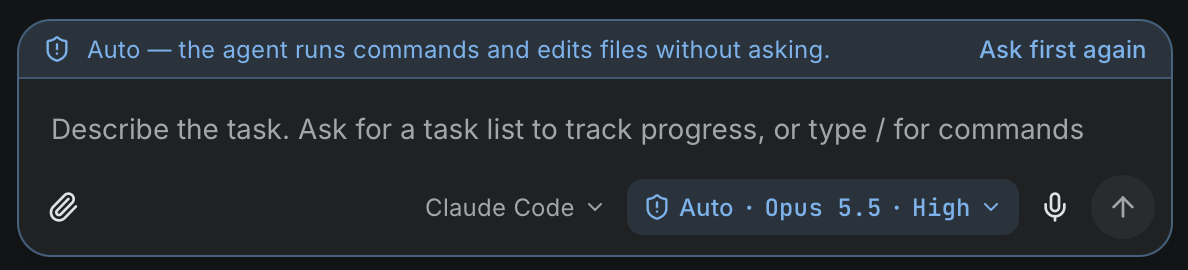 Auto — the agent runs commands and edits files without asking.
Ask first again
Describe the task. Ask for a task list to track progress, or type / for commands
Claude Code
Auto · Opus 5.5 · High